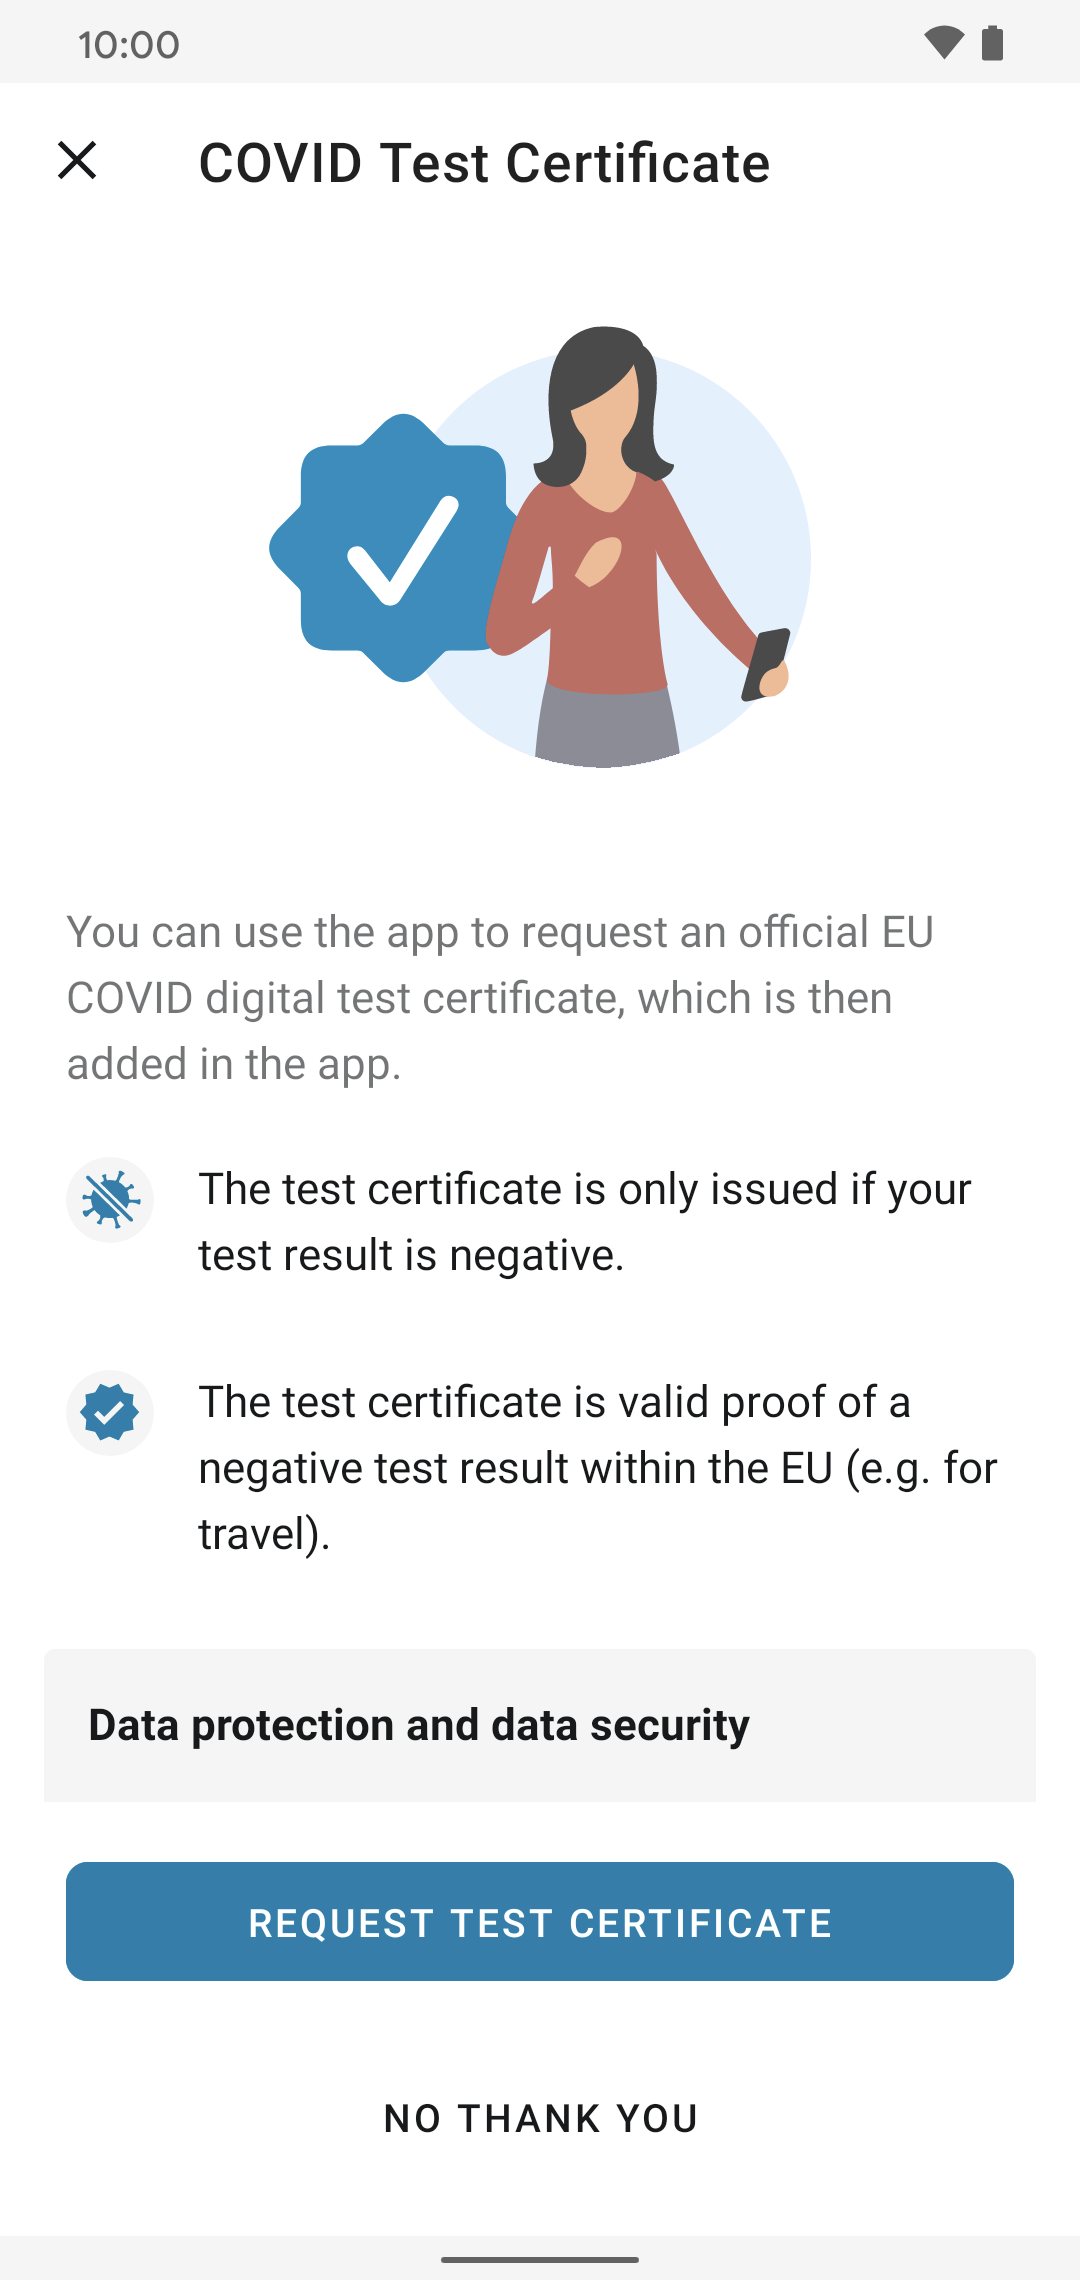 10:00
COVID Test Certificate
You can use the app to request an official EU
COVID digital test certificate, which is then
added in the app.
The test certificate is only issued if your
test result is negative.
The test certificate is valid proof of a
negative test result within the EU (e.g. for
travel).
Data protection and data security
REQUEST TEST CERTIFICATE
NO THANK YOU